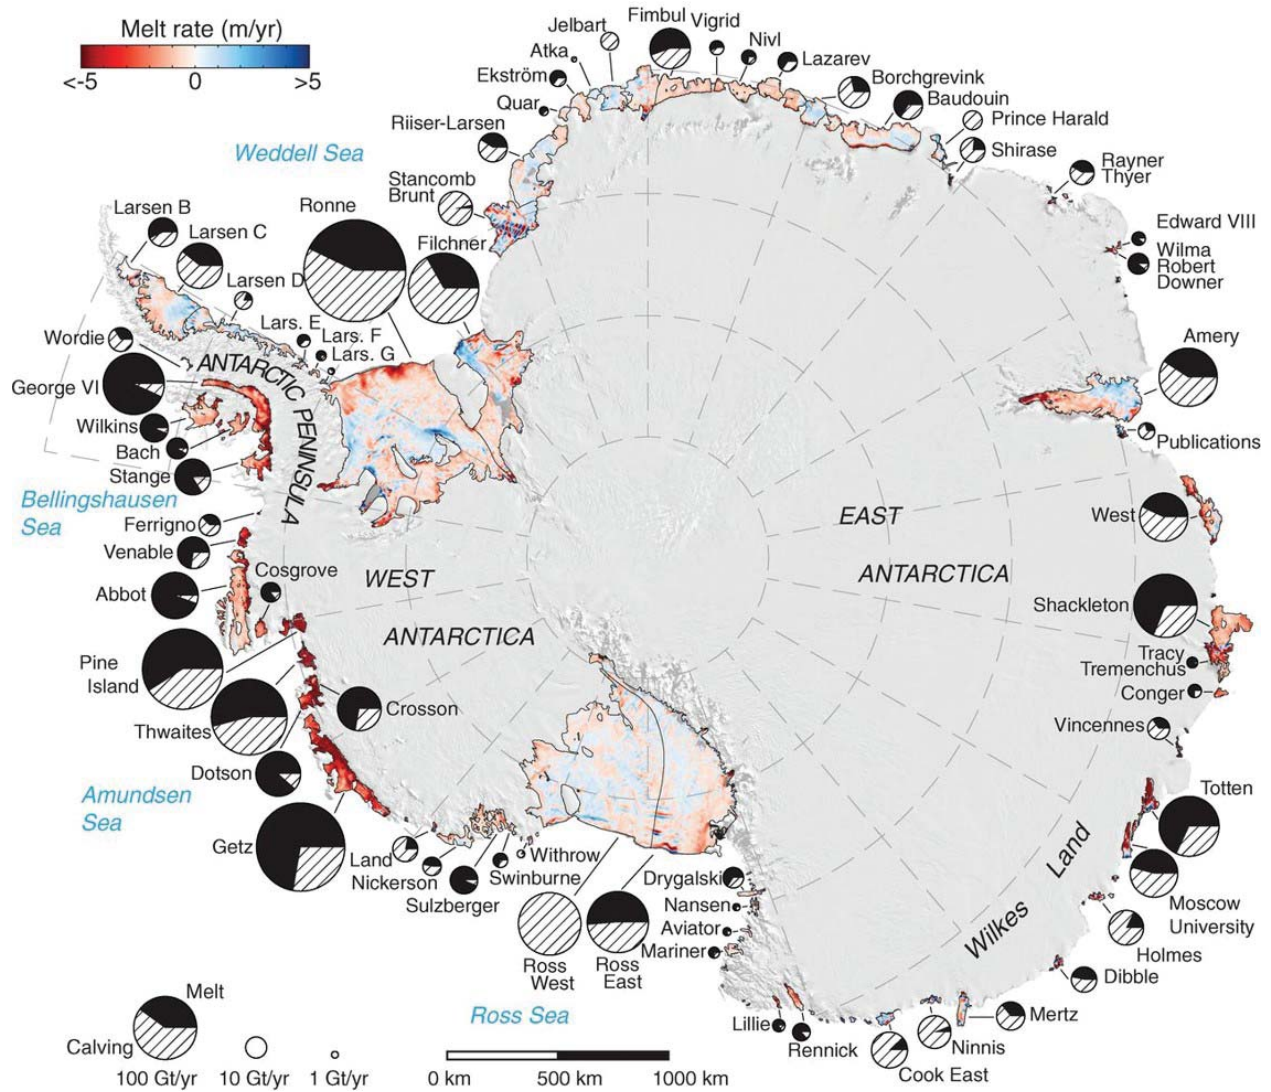 Melt rate (m/yr)
<-5
0
>5
Jelbart
Fimbul
Vigrid
Nivl
Lazarev
Atka
Ekström
Quar
Borchgrevink
Baudouin
Prince Harald
Shirase
Rayner
Thyer
Riiser-Larsen
Weddell Sea
Stancomb
Brunt
Edward VIII
Wilma
Robert
Downer
Larsen B
Larsen C
Ronne
Filchner
Larsen D
Lars. E
Lars. F
Lars. G
Wordie
ANTARCTIC PENINSULA
George VI
Amery
Wilkins
Bach
Publications
Stange
Bellingshausen
Sea
Ferrigno
Venable
West
EAST
ANTARCTICA
Cosgrove
WEST
ANTARCTICA
Abbot
Shackleton
Pine
Island
Tracy
Tremenchus
Conger
Crosson
Thwaites
Vincennes
Dotson
Amundsen
Sea
Totten
Getz
Land
Nickerson
Sulzberger
Swinburne
Withrow
Drygalski
Nansen
Aviator
Mariner
Wilkes Land
Moscow
University
Holmes
Dibble
Ross
West
Ross
East
Ross Sea
Lillie
Rennick
Cook East
Ninnis
Mertz
Melt
Calving
100 Gt/yr
10 Gt/yr
1 Gt/yr
0 km
500 km
1000 km